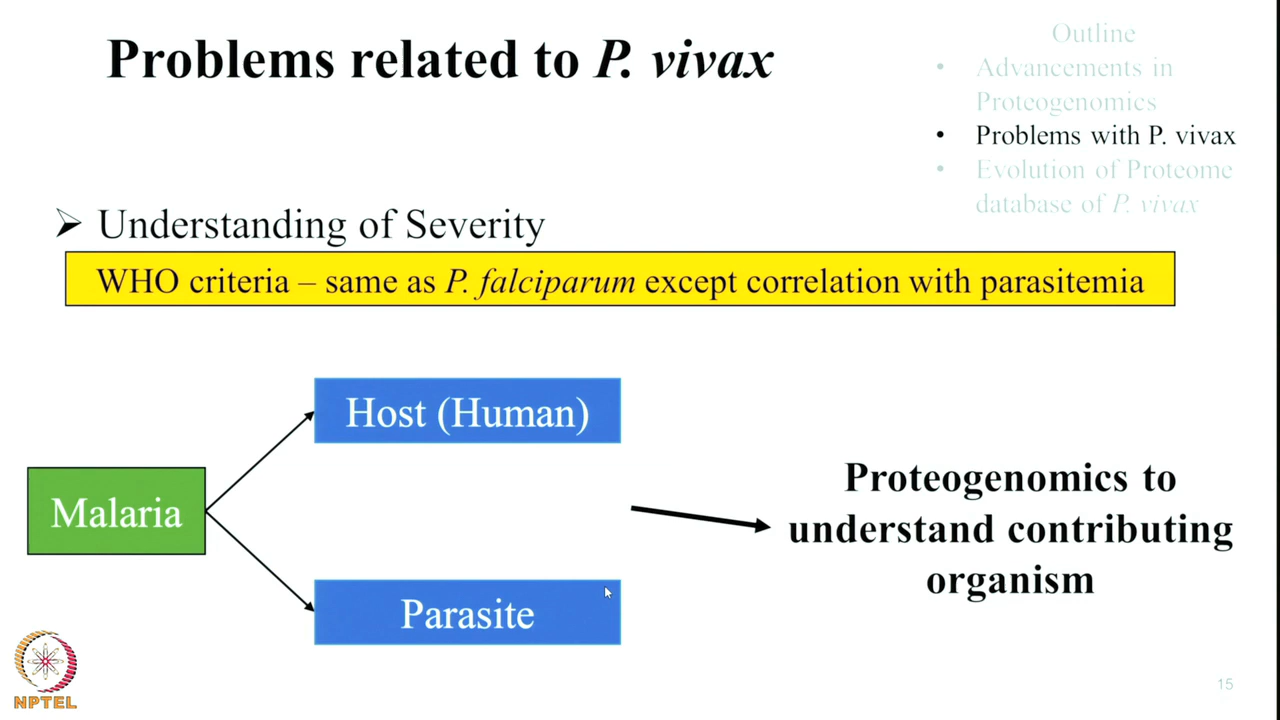 Problems related to P. vivax
Outline
• Advancements in
Proteogenomics
• Problems with P. vivax
• Evolution of Proteome
database of P. vivax
➢ Understanding of Severity
WHO criteria – same as P. falciparum except correlation with parasitemia
Host (Human)
Malaria
Parasite
Proteogenomics to
understand contributing
organism
NPTEL
15